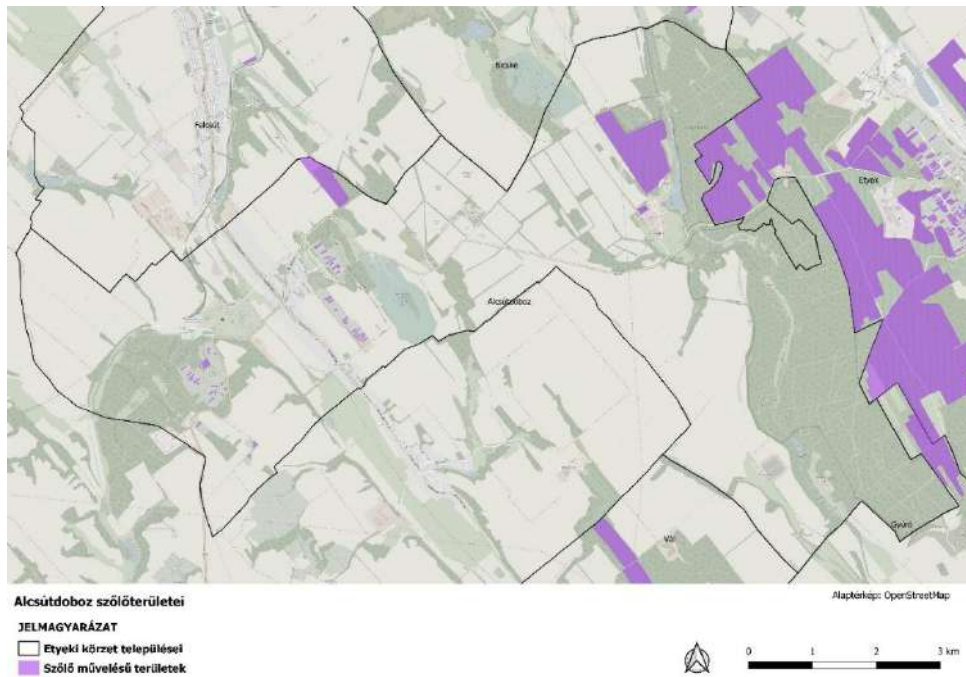 Bicske
Felcsút
Etyek
Alcsútdoboz
Vál
Gyúró
Alcsútdoboz szőlőterületei
Alaptérkép: OpenStreetMap
JELMAGYARÁZAT
Etyeki körzet települései
Szőlő művelésű területek
0 1 2 3 km